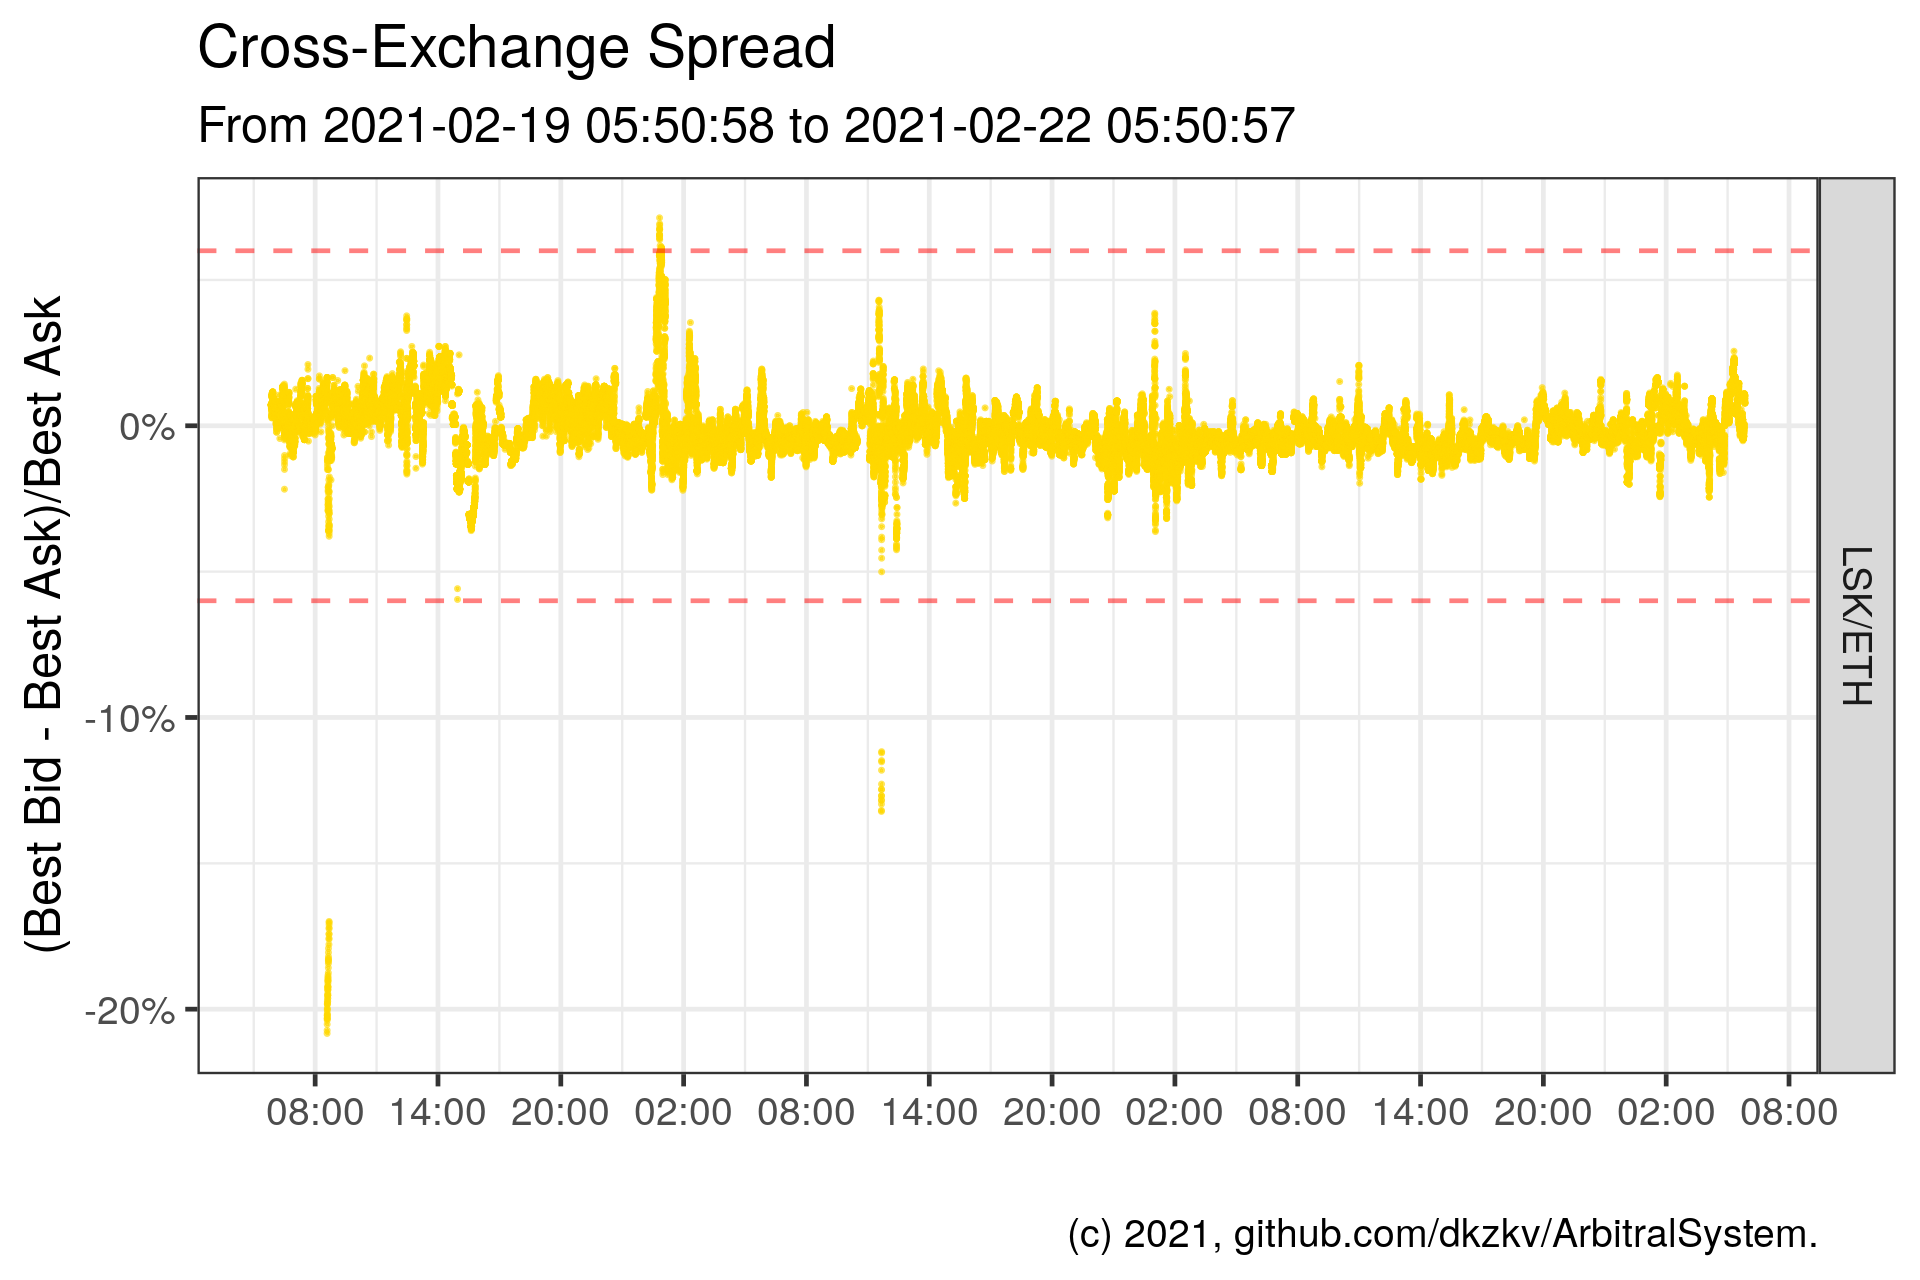 Cross-Exchange Spread
From 2021-02-19 05:50:58 to 2021-02-22 05:50:57
(Best Bid - Best Ask)/Best Ask
0%
-10%
-20%
LSK/ETH
08:00 14:00 20:00 02:00 08:00 14:00 20:00 02:00 08:00 14:00 20:00 02:00 08:00
(c) 2021, github.com/dkzkv/ArbitralSystem.